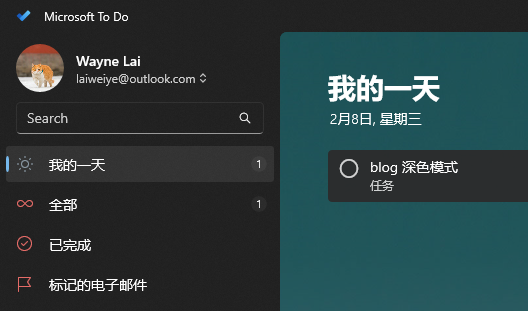 Microsoft To Do
Wayne Lai
laiweiye@outlook.com
Search
我的一天 1
全部 1
已完成
标记的电子邮件
我的一天
2月8日, 星期三
blog 深色模式
任务